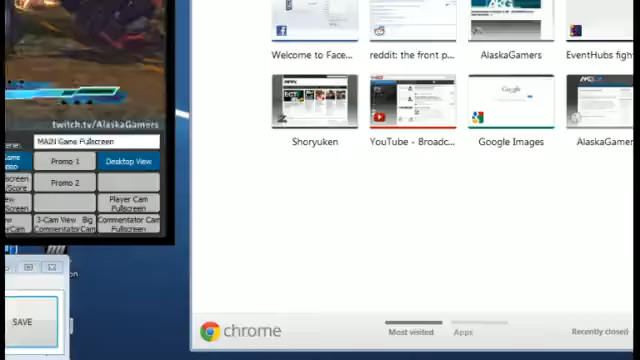 Welcome to Face...
reddit: the front p...
AlaskaGamers
EventHubs figh
Shoryuken
YouTube - Broadc...
Google Images
AlaskaGamer
twitch.tv/AlaskaGamers
MAIN Game Fullscreen
Promo 1
Desktop View
Promo 2
Player Cam
Fullscreen
3-Cam View Big
CommentatorCam
Commentator Cam
Fullscreen
SAVE
chrome
Most visited
Apps
Recently closed